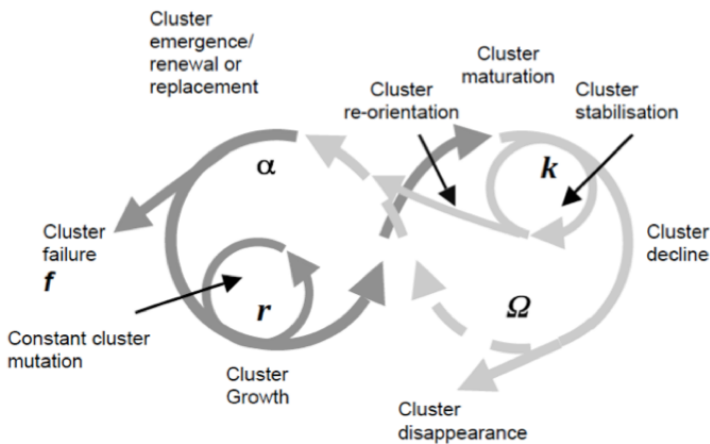 Cluster
emergence/
renewal or
replacement
Cluster
maturation
Cluster
re-orientation
Cluster
stabilisation
α
k
Cluster
failure
f
Cluster
decline
r
Ω
Constant cluster
mutation
Cluster
Growth
Cluster
disappearance